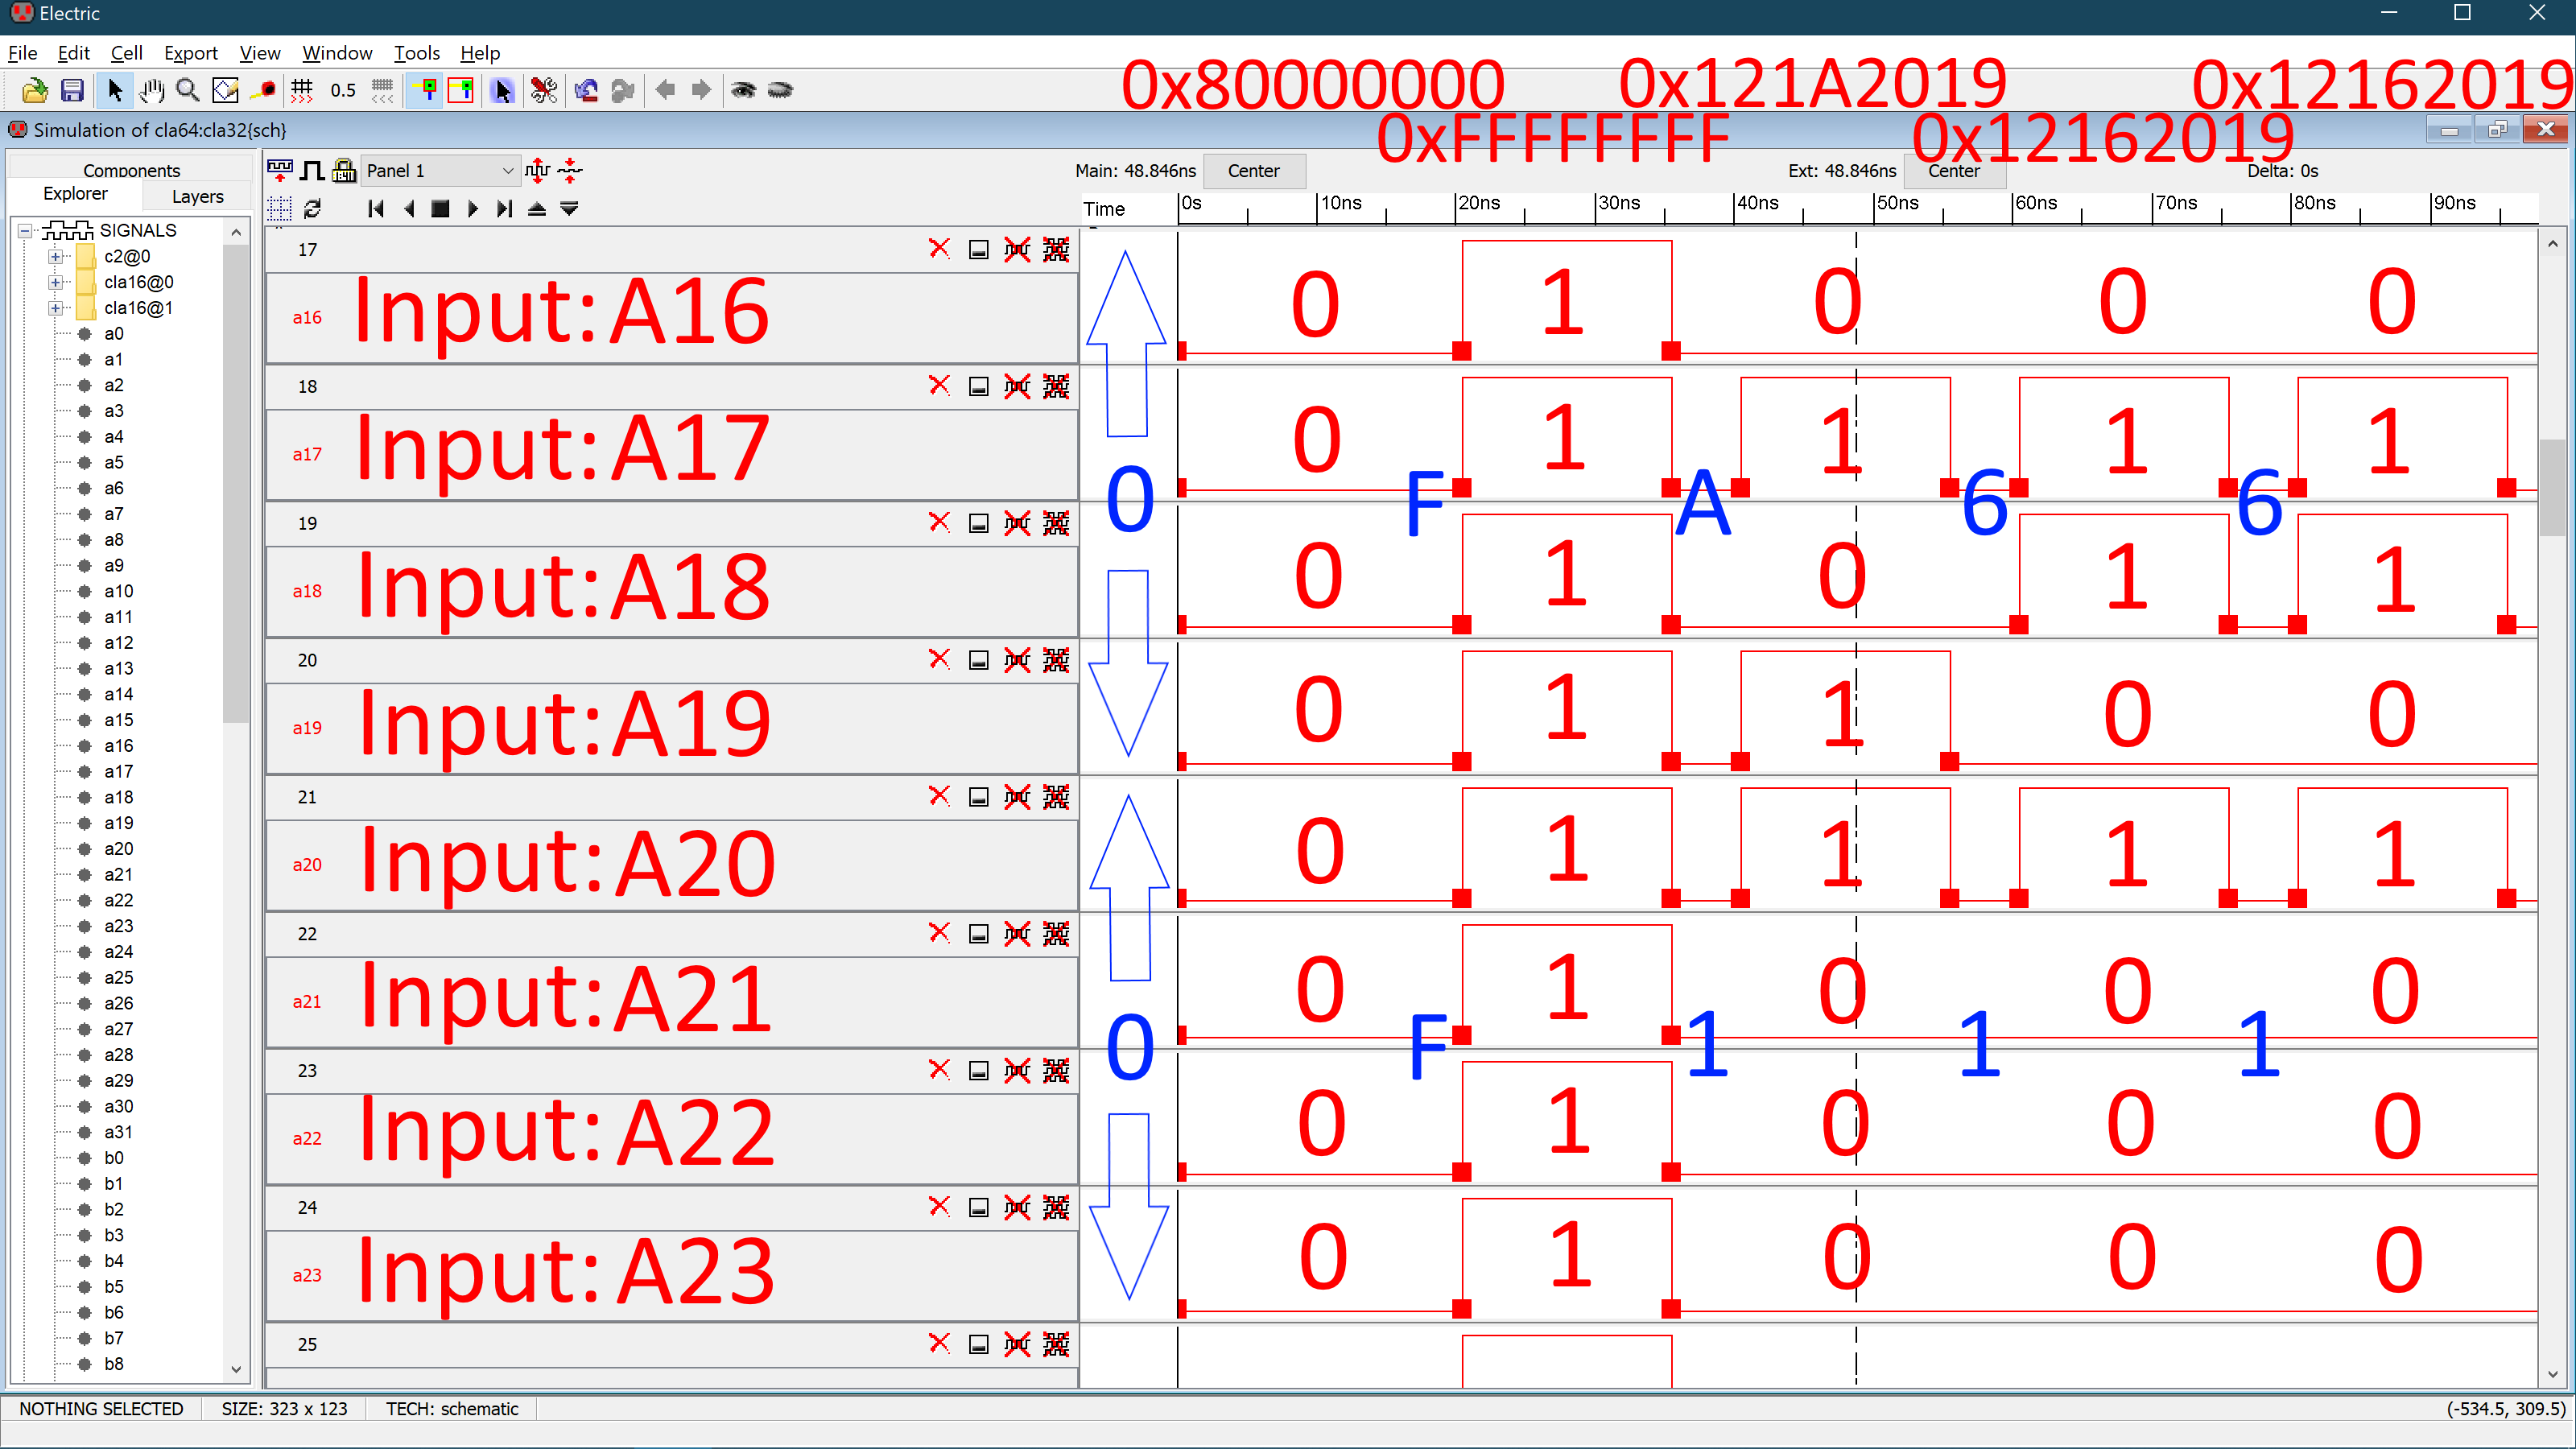 Electric
File Edit Cell Export View Window Tools Help
0x80000000 0x121A2019 0x12162019
0.5
0xFFFFFFFF 0x12162019
Simulation of cla64:cla32{sch}
Components
Explorer Layers
Panel 1 Main: 48.846ns Center Ext: 48.846ns Center Delta: 0s
Time 0s 10ns 20ns 30ns 40ns 50ns 60ns 70ns 80ns 90ns
SIGNALS
c2@0
cla16@0
cla16@1
a0
a1
a2
a3
a4
a5
a6
a7
a8
a9
a10
a11
a12
a13
a14
a15
a16
a17
a18
a19
a20
a21
a22
a23
a24
a25
a26
a27
a28
a29
a30
a31
b0
b1
b2
b3
b4
b5
b6
b7
b8
17
a16 Input: A16 0 1 0 0 0
18
a17 Input: A17 0 1 1 1 1
0 F A 6 6
19
a18 Input: A18 0 1 0 1 1
20
a19 Input: A19 0 1 1 0 0
21
a20 Input: A20 0 1 1 1 1
22
a21 Input: A21 0 1 0 0 0
0 F 1 1 1
23
a22 Input: A22 0 1 0 0 0
24
a23 Input: A23 0 1 0 0 0
25
NOTHING SELECTED SIZE: 323 x 123 TECH: schematic (-534.5, 309.5)